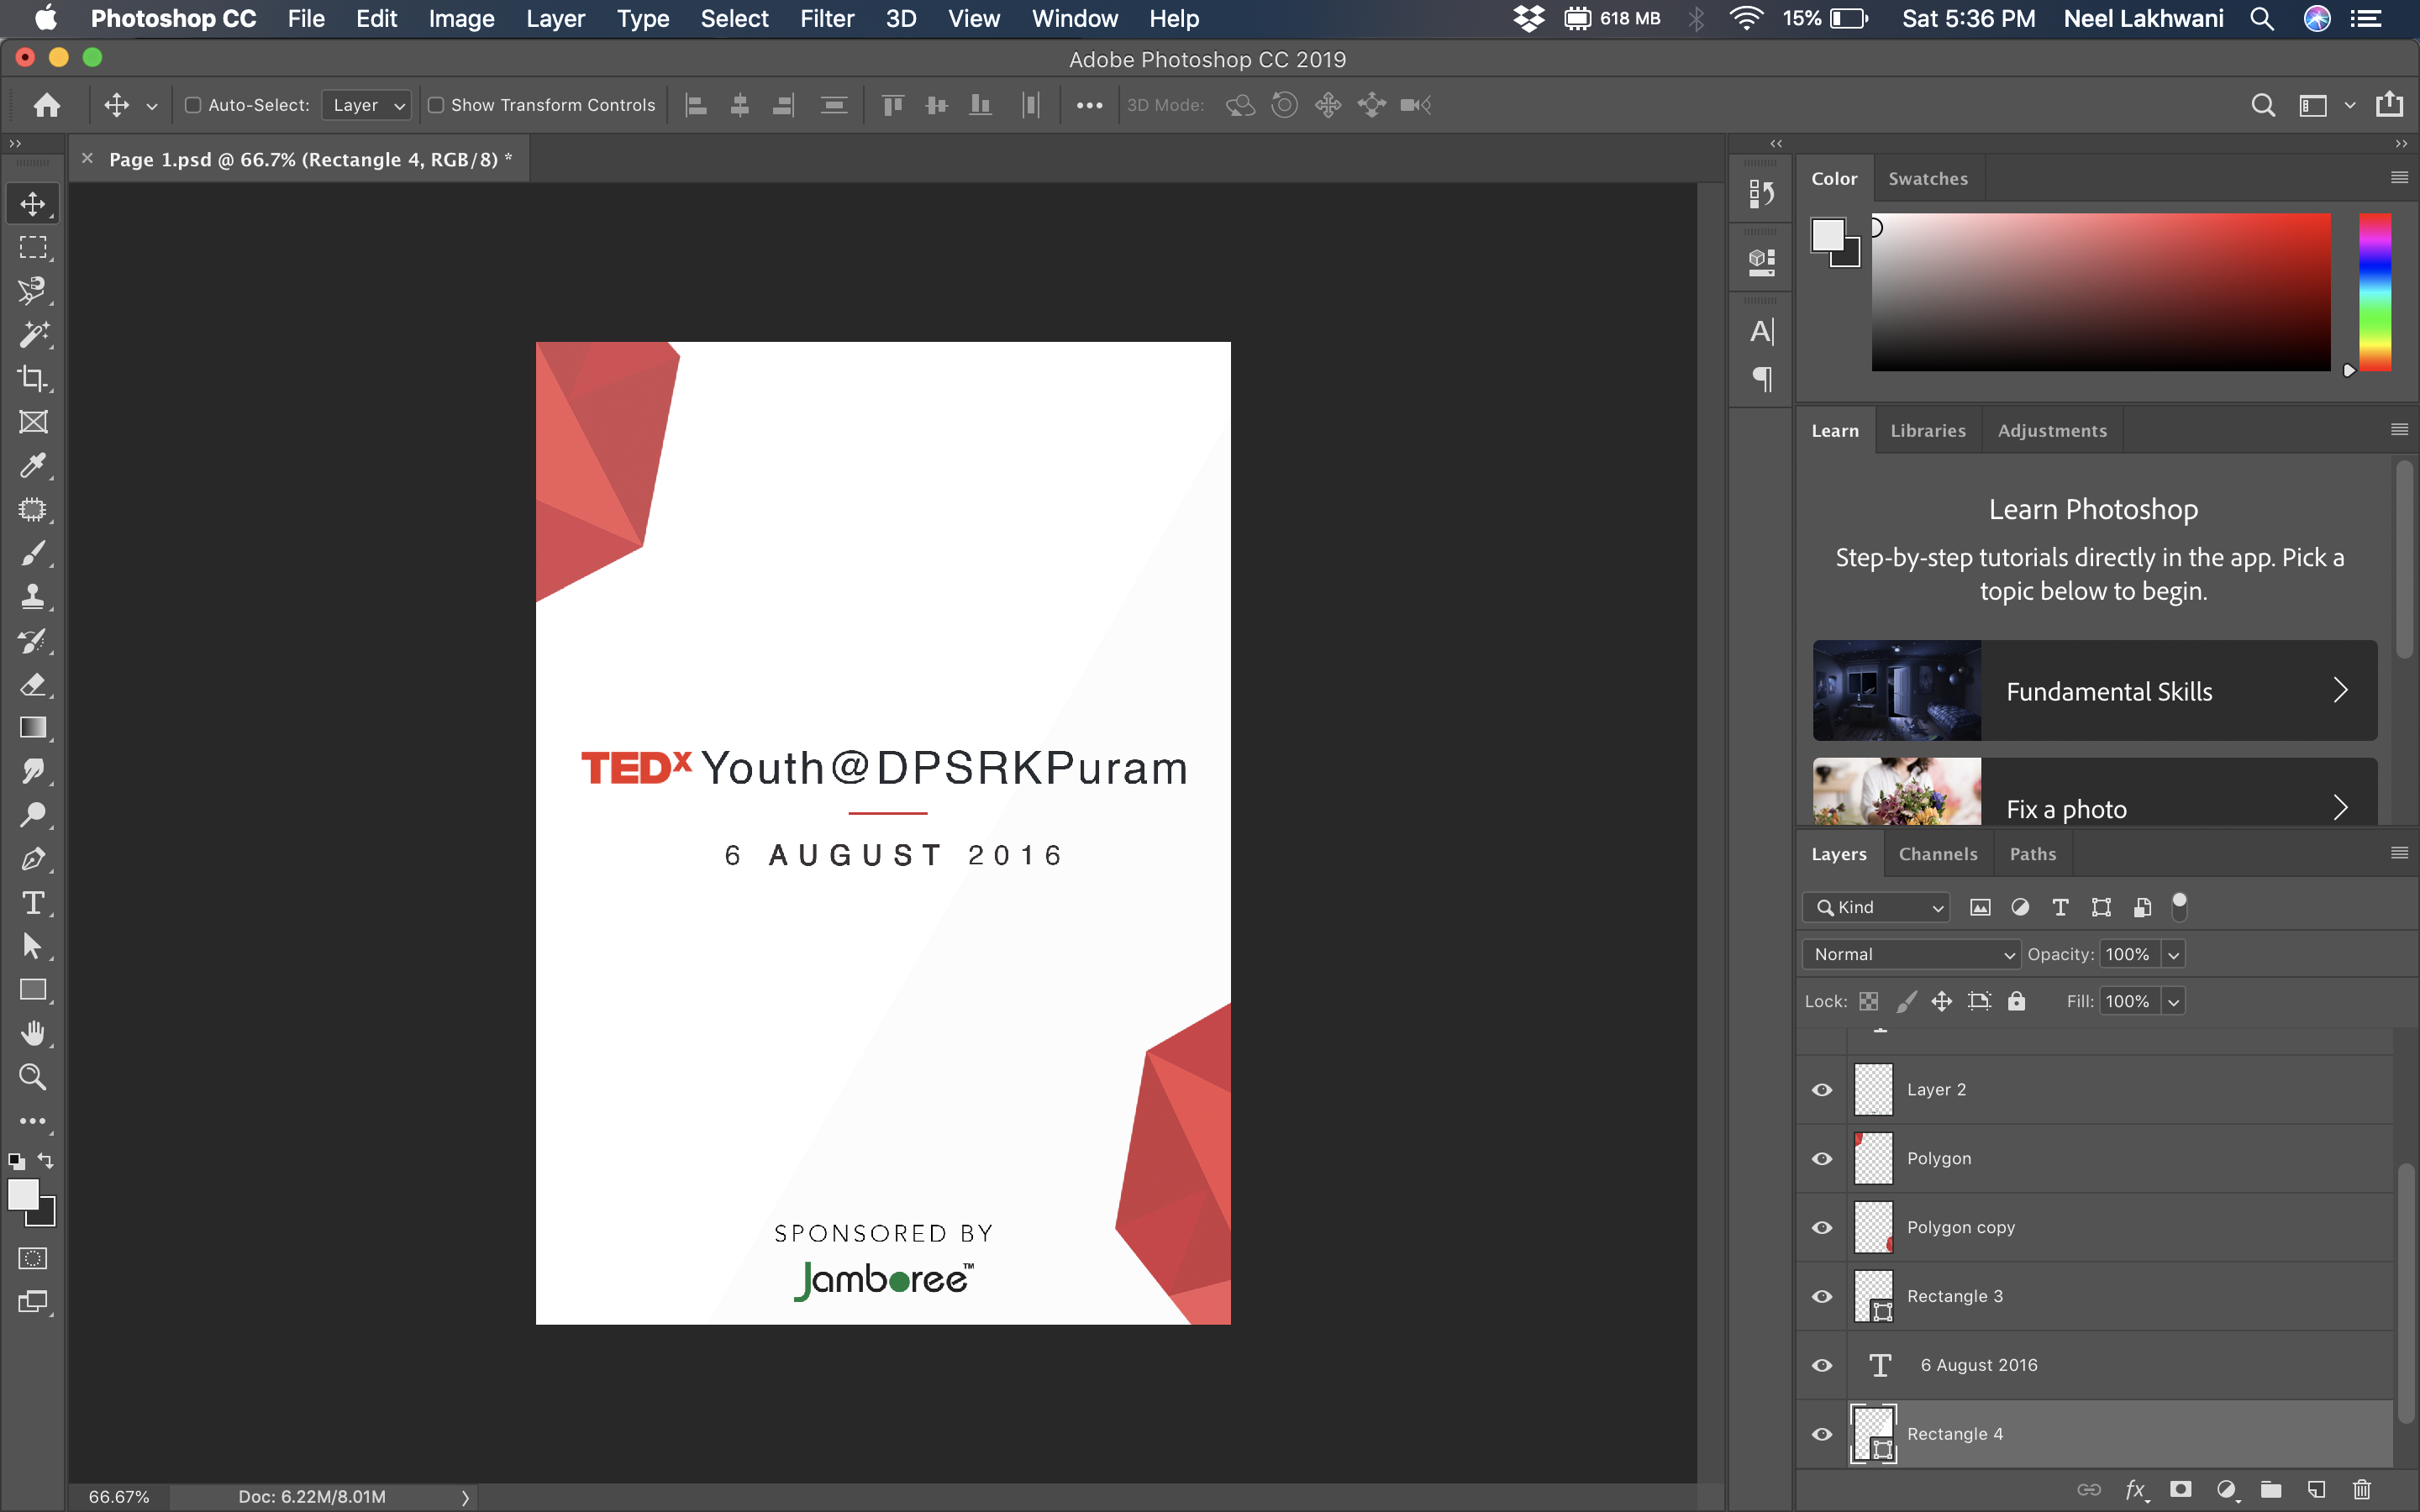 Photoshop CC File Edit Image Layer Type Select Filter 3D View Window Help 618 MB 15% Sat 5:36 PM Neel Lakhwani
Adobe Photoshop CC 2019
Auto-Select: Layer Show Transform Controls 3D Mode:
Page 1.psd @ 66.7% (Rectangle 4, RGB/8) *
Color Swatches
Learn Libraries Adjustments
Learn Photoshop
Step-by-step tutorials directly in the app. Pick a
topic below to begin.
Fundamental Skills
Fix a photo
TEDx Youth@DPSRKPuram
6 AUGUST 2016
SPONSORED BY
Jamboree™
Layers Channels Paths
Kind
Normal Opacity: 100%
Lock: Fill: 100%
Layer 2
Polygon
Polygon copy
Rectangle 3
6 August 2016
Rectangle 4
fx
66.67% Doc: 6.22M/8.01M